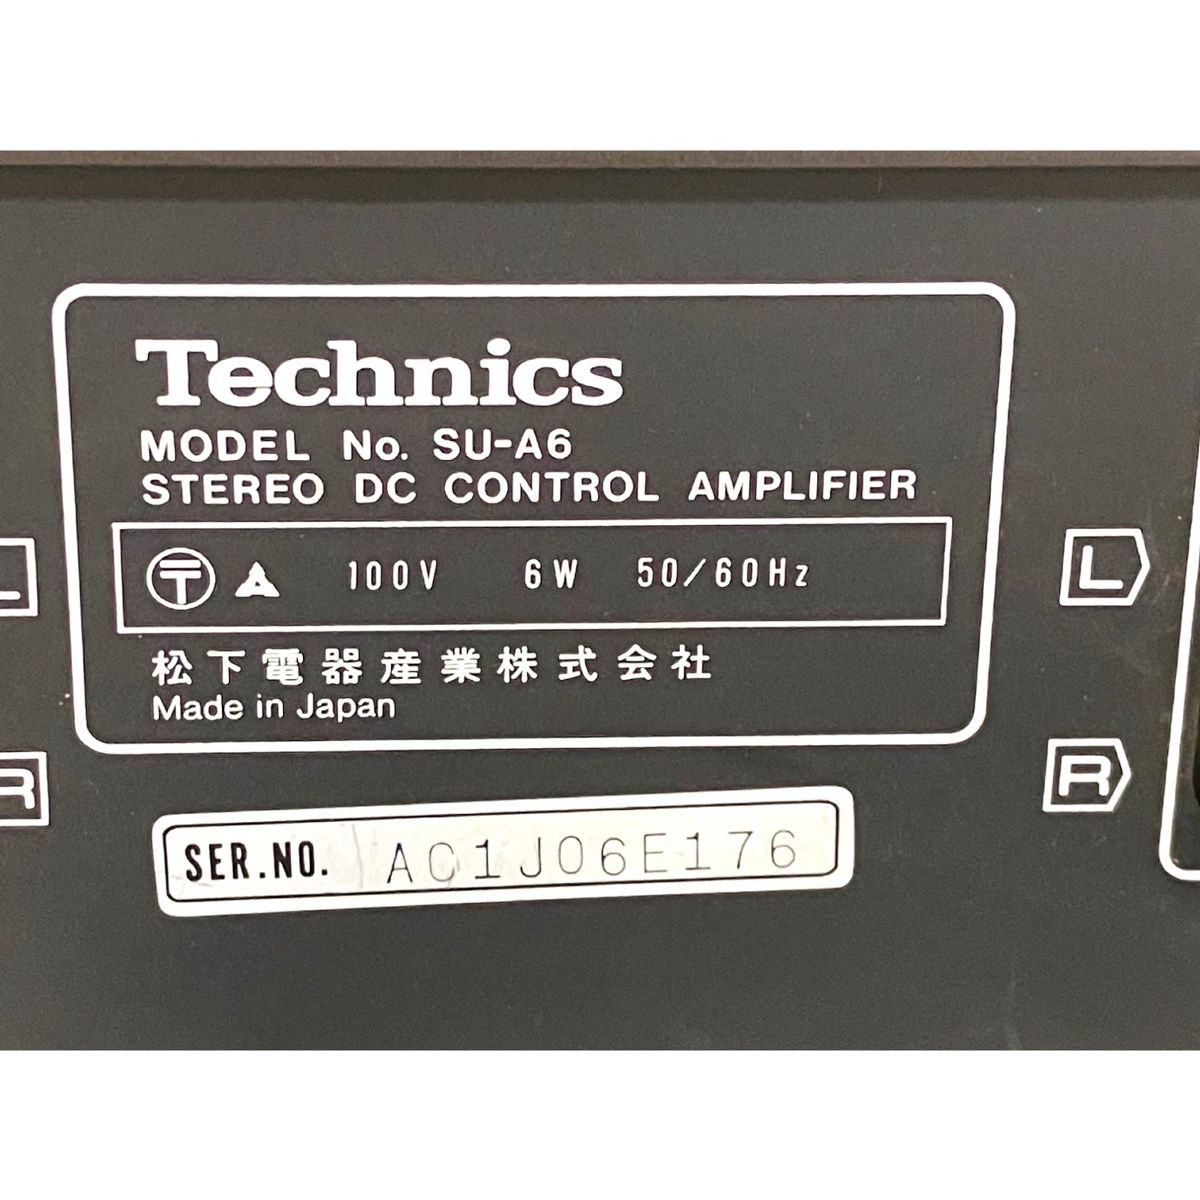 Technics
MODEL No. SU-A6
STEREO DC CONTROL AMPLIFIER
〒 100V 6W 50/60Hz
松下電器産業株式会社
Made in Japan
L
L
R
R
SER.NO. AC1J06E176